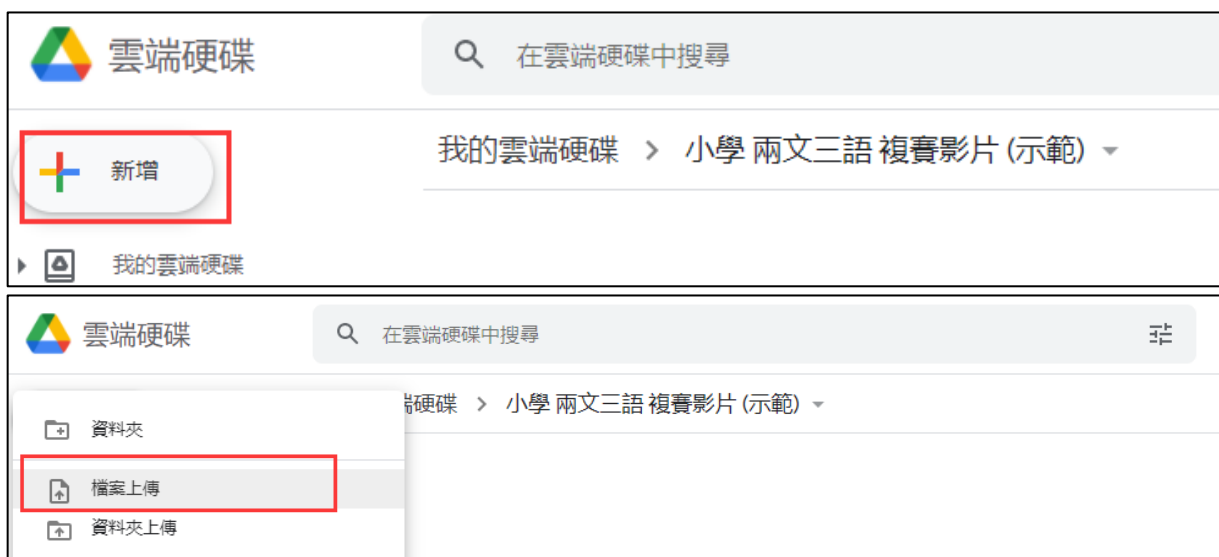 雲端硬碟
在雲端硬碟中搜尋
新增
我的雲端硬碟 > 小學 兩文三語 複賽影片 (示範)
我的雲端硬碟
雲端硬碟
在雲端硬碟中搜尋
端硬碟 > 小學 兩文三語 複賽影片 (示範)
資料夾
檔案上傳
資料夾上傳